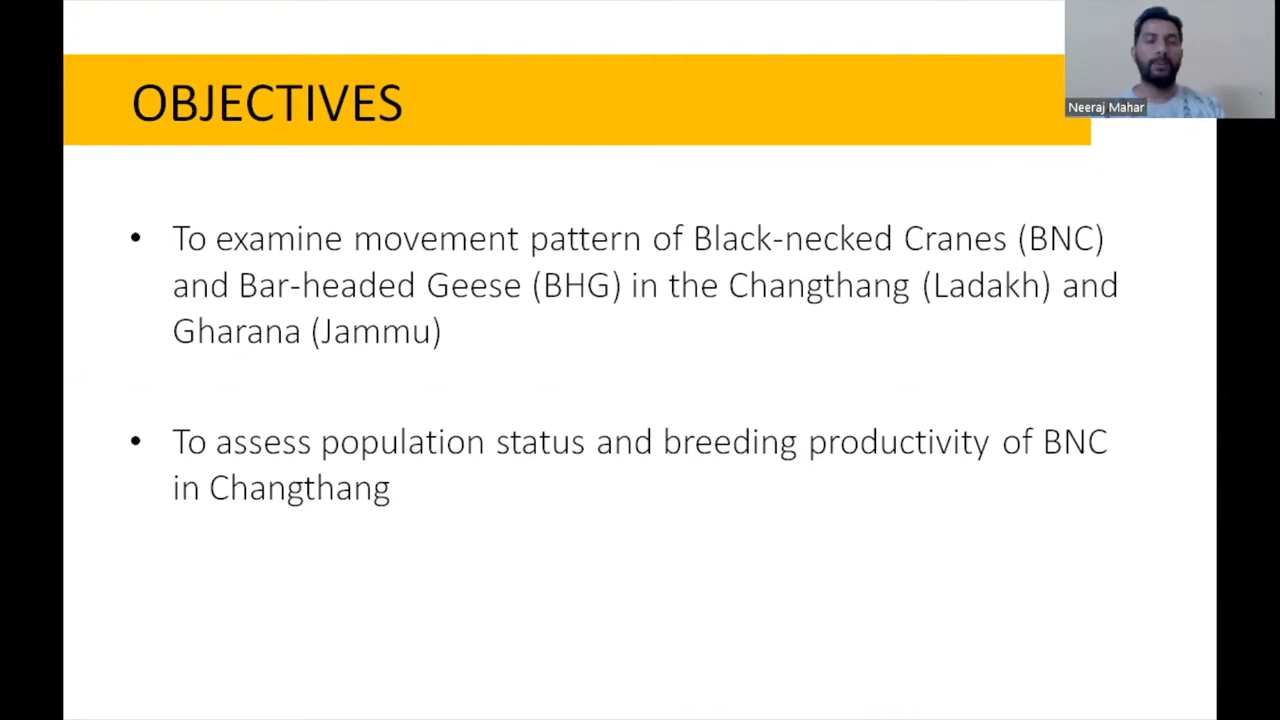 OBJECTIVES
Neeraj Mahar
• To examine movement pattern of Black-necked Cranes (BNC)
and Bar-headed Geese (BHG) in the Changthang (Ladakh) and
Gharana (Jammu)
• To assess population status and breeding productivity of BNC
in Changthang